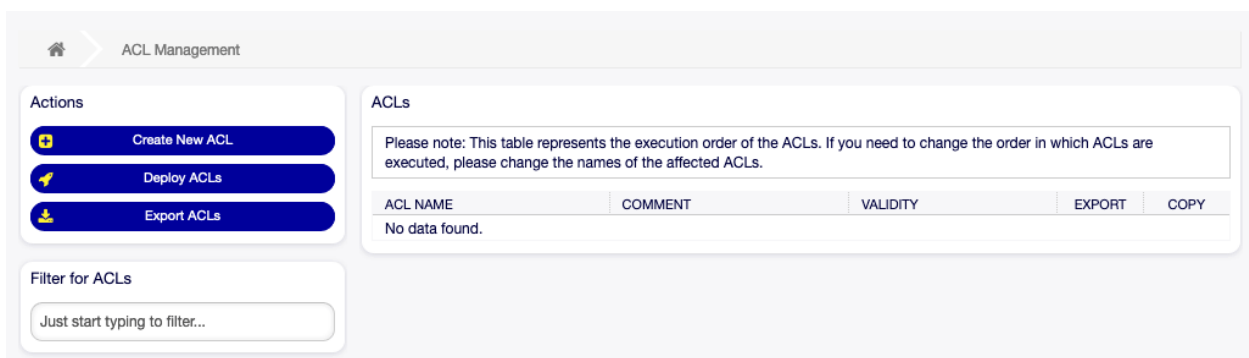 ACL Management
Actions
Create New ACL
Deploy ACLs
Export ACLs
Filter for ACLs
Just start typing to filter...
ACLs
Please note: This table represents the execution order of the ACLs. If you need to change the order in which ACLs are
executed, please change the names of the affected ACLs.
ACL NAME COMMENT VALIDITY EXPORT COPY
No data found.